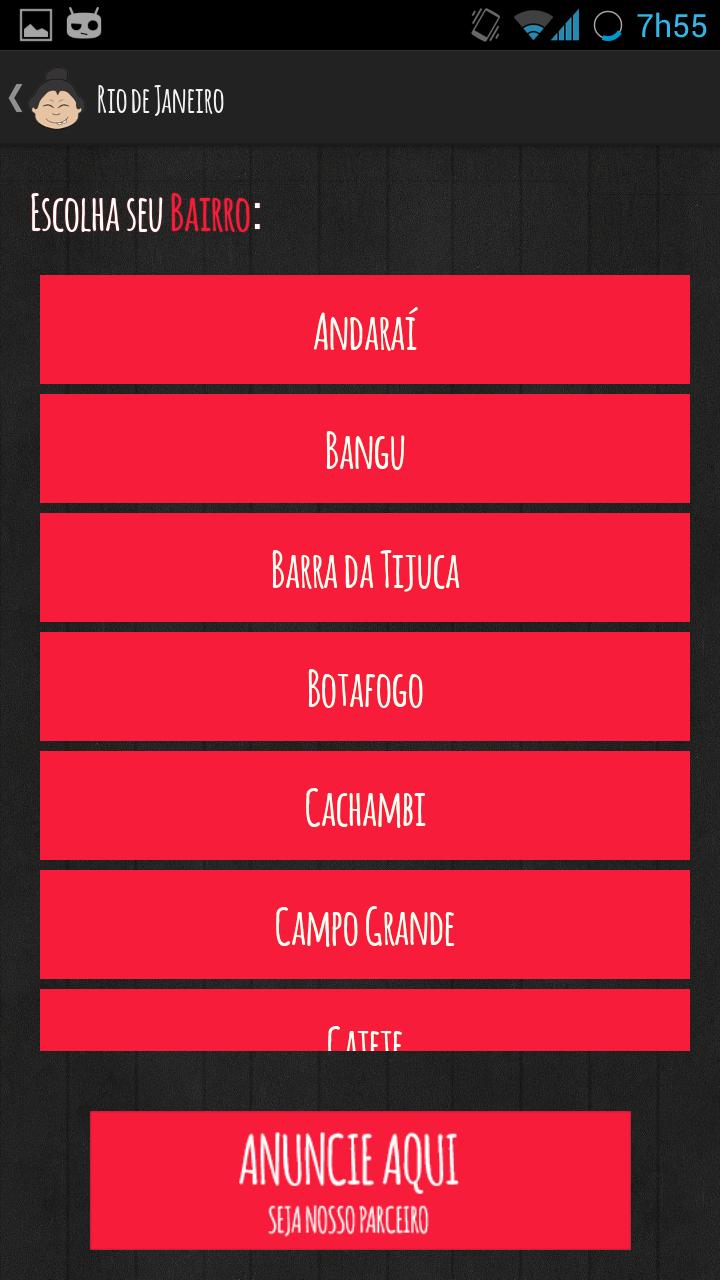 7h55
Rio de Janeiro
Escolha seu Bairro:
Andaraí
Bangu
Barra da Tijuca
Botafogo
Cachambi
Campo Grande
Catete
ANUNCIE AQUI
SEJA NOSSO PARCEIRO